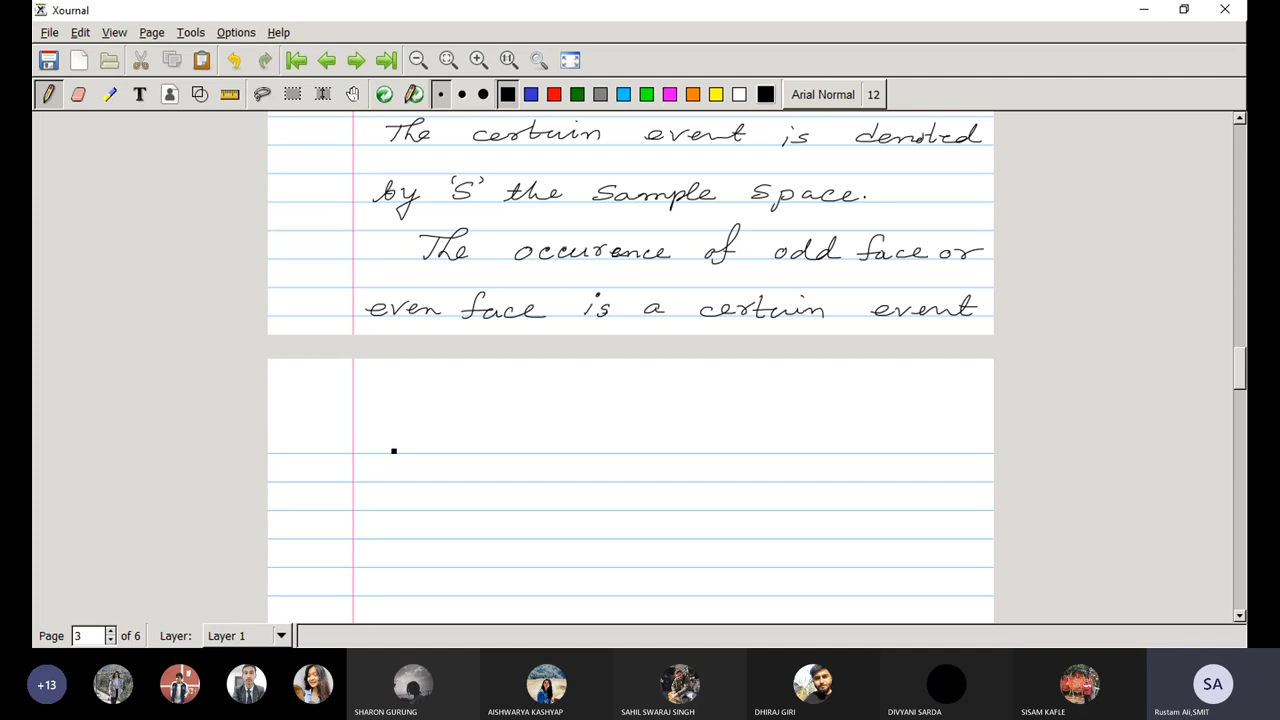 Xournal
File Edit View Page Tools Options Help
Arial Normal 12
The certain event is denoted
by 'S' the sample space.
The occurence of odd face or
even face is a certain event
Page 3 of 6 Layer: Layer 1
+13
SA
SHARON GURUNG AISHWARYA KASHYAP SAHIL SWARAJ SINGH DHIRAJ GIRI DIVYANI SARDA SISAM KAFLE Rustam Ali,SMIT